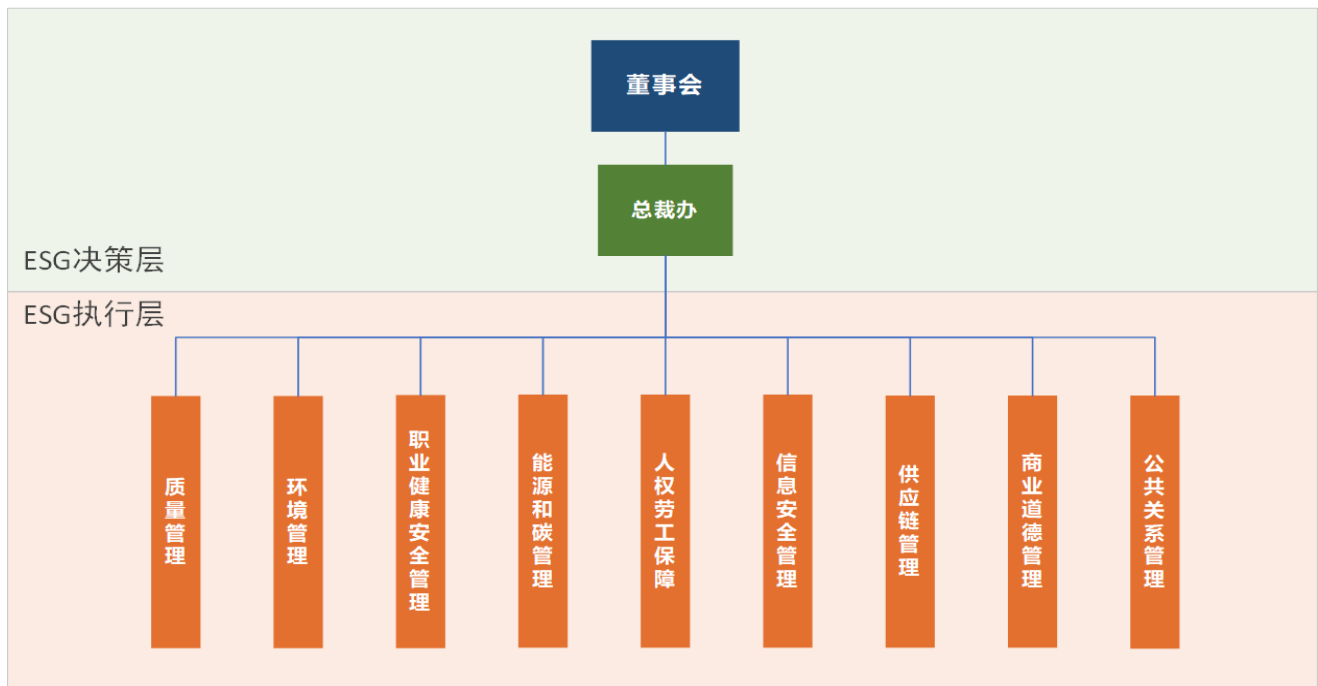 董事会
总裁办
ESG决策层
ESG执行层
质量管理
环境管理
职业健康安全管理
能源和碳管理
人权劳工保障
信息安全管理
供应链管理
商业道德管理
公共关系管理